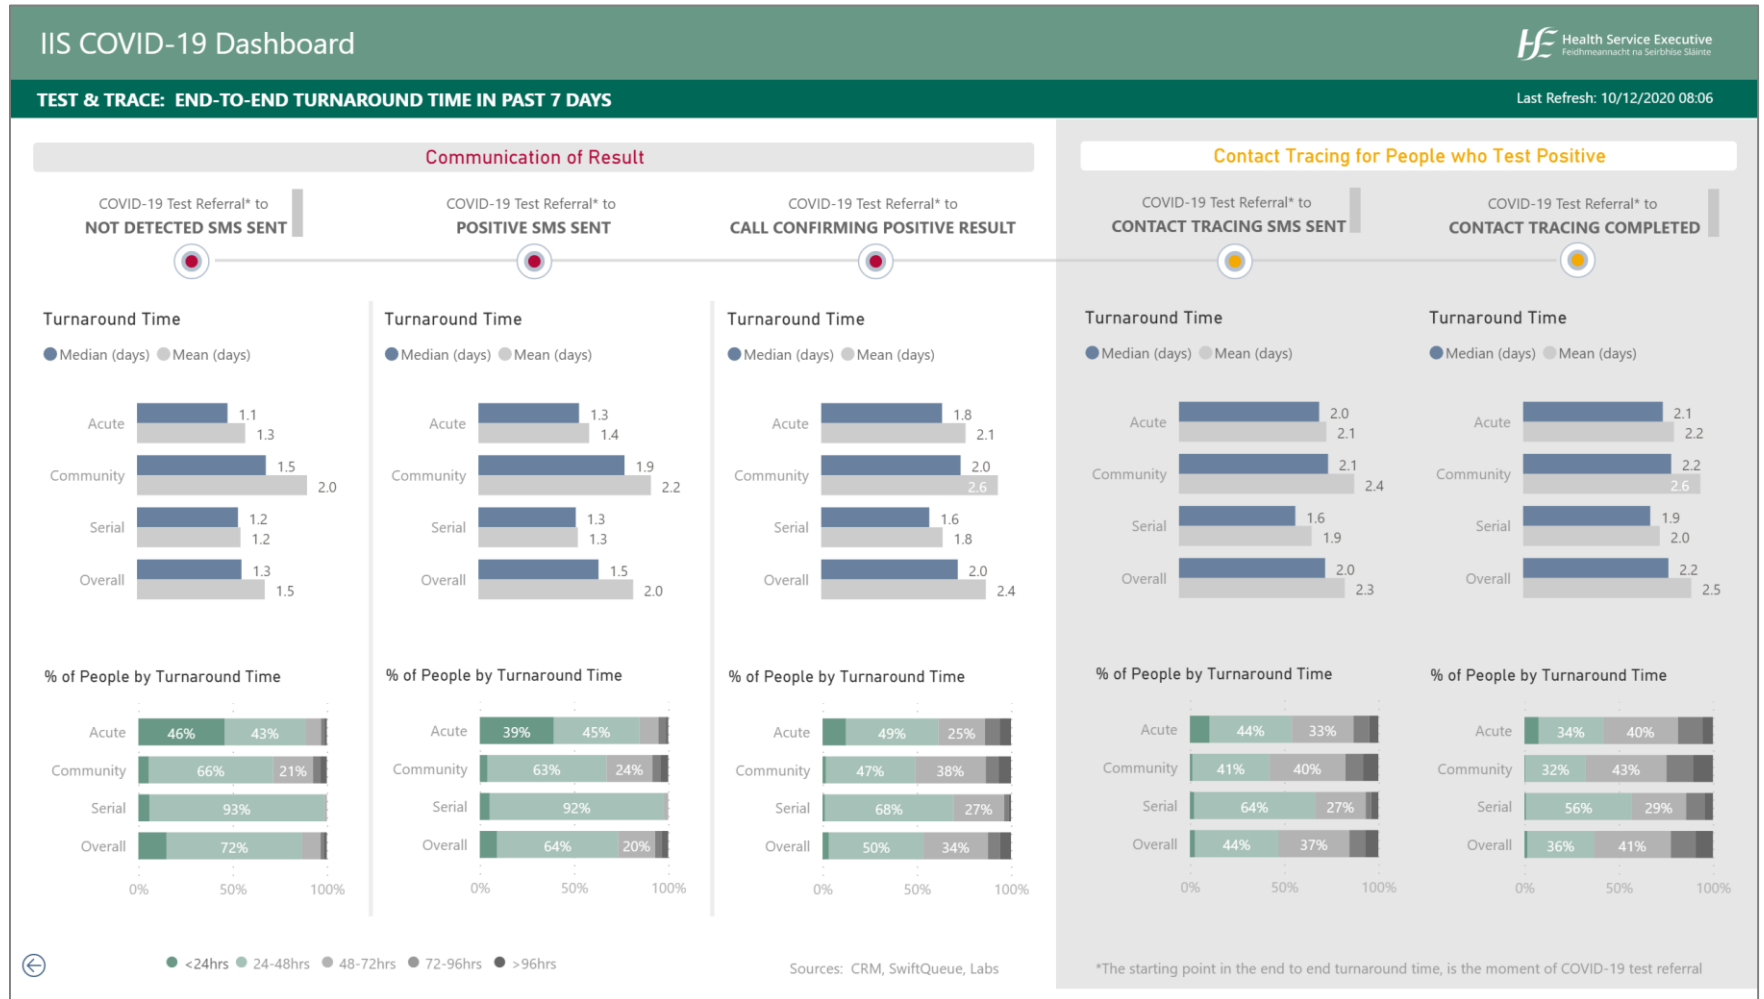 IIS COVID-19 Dashboard
Health Service Executive
Feidhmeannacht na Seirbhíse Sláinte
TEST & TRACE: END-TO-END TURNAROUND TIME IN PAST 7 DAYS
Last Refresh: 10/12/2020 08:06
Communication of Result
COVID-19 Test Referral* to
NOT DETECTED SMS SENT
COVID-19 Test Referral* to
POSITIVE SMS SENT
COVID-19 Test Referral* to
CALL CONFIRMING POSITIVE RESULT
Contact Tracing for People who Test Positive
COVID-19 Test Referral* to
CONTACT TRACING SMS SENT
COVID-19 Test Referral* to
CONTACT TRACING COMPLETED
Turnaround Time
Median (days) Mean (days)
Acute 1.1
1.3
Community 1.5
2.0
Serial 1.2
1.2
Overall 1.3
1.5
Turnaround Time
Median (days) Mean (days)
Acute 1.3
1.4
Community 1.9
2.2
Serial 1.3
1.3
Overall 1.5
2.0
Turnaround Time
Median (days) Mean (days)
Acute 1.8
2.1
Community 2.0
2.6
Serial 1.6
1.8
Overall 2.0
2.4
Turnaround Time
Median (days) Mean (days)
Acute 2.0
2.1
Community 2.1
2.4
Serial 1.6
1.9
Overall 2.0
2.3
Turnaround Time
Median (days) Mean (days)
Acute 2.1
2.2
Community 2.2
2.6
Serial 1.9
2.0
Overall 2.2
2.5
% of People by Turnaround Time
Acute 46% 43%
Community 66% 21%
Serial 93%
Overall 72%
0% 50% 100%
% of People by Turnaround Time
Acute 39% 45%
Community 63% 24%
Serial 92%
Overall 64% 20%
0% 50% 100%
% of People by Turnaround Time
Acute 49% 25%
Community 47% 38%
Serial 68% 27%
Overall 50% 34%
0% 50% 100%
% of People by Turnaround Time
Acute 44% 33%
Community 41% 40%
Serial 64% 27%
Overall 44% 37%
0% 50% 100%
% of People by Turnaround Time
Acute 34% 40%
Community 32% 43%
Serial 56% 29%
Overall 36% 41%
0% 50% 100%
<24hrs 24-48hrs 48-72hrs 72-96hrs >96hrs
Sources: CRM, SwiftQueue, Labs
*The starting point in the end to end turnaround time, is the moment of COVID-19 test referral